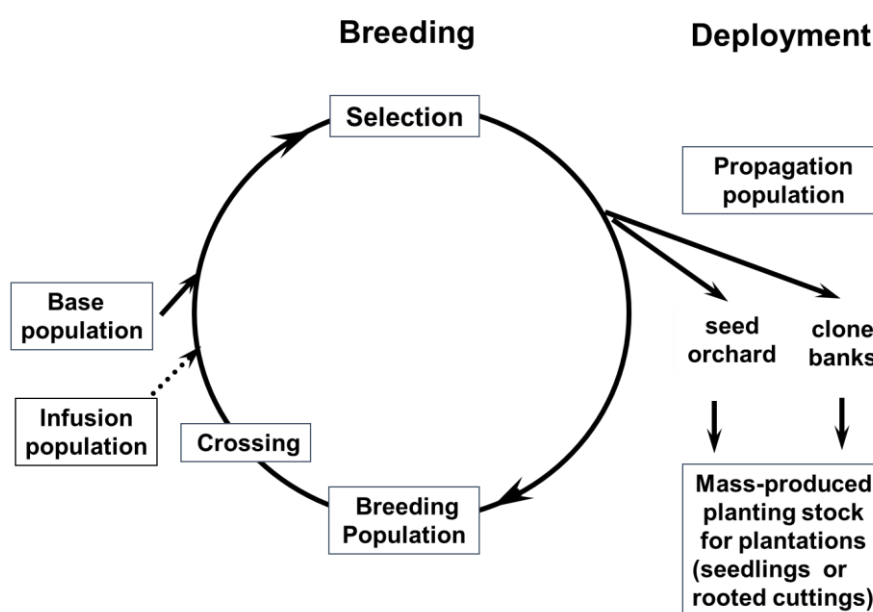 Breeding
Deployment
Selection
Propagation
population
Base
population
seed
orchard
clone
banks
Infusion
population
Crossing
Breeding
Population
Mass-produced
planting stock
for plantations
(seedlings or
rooted cuttings)